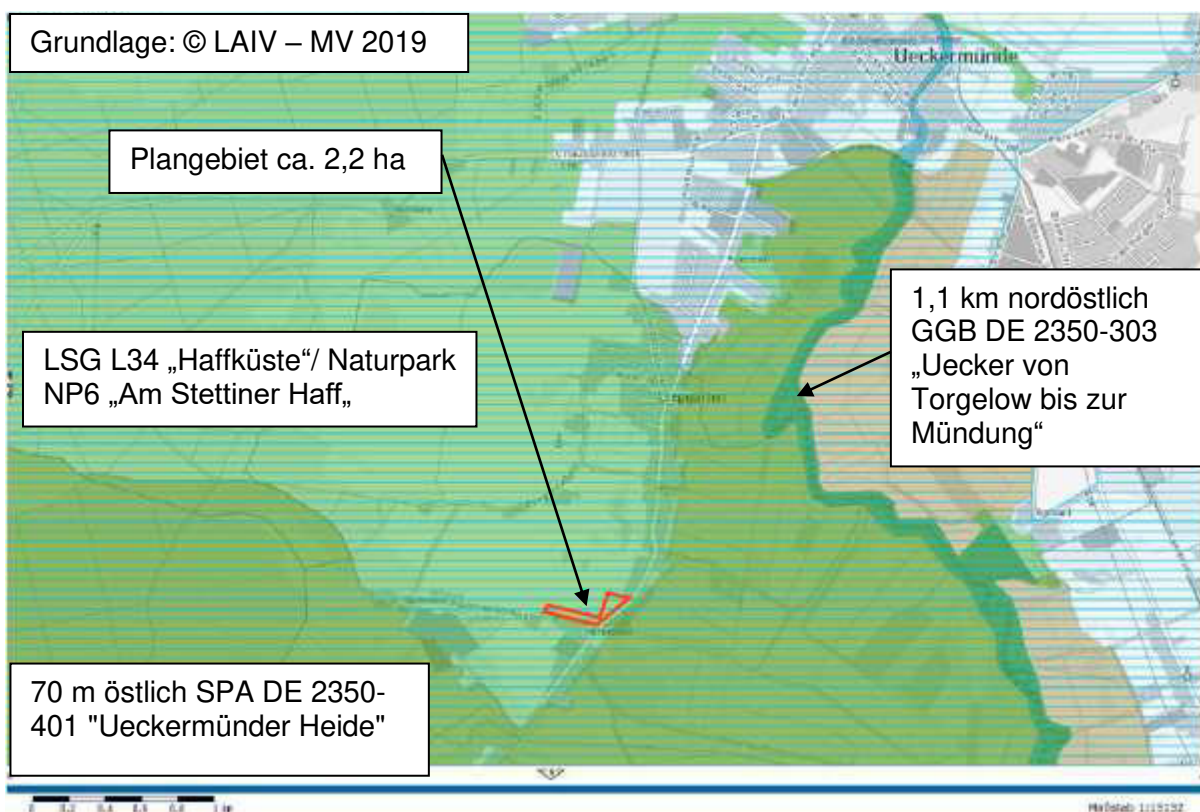 Grundlage: © LAIV – MV 2019
Ueckermünde
Plangebiet ca. 2,2 ha
1,1 km nordöstlich
GGB DE 2350-303
„Uecker von
Torgelow bis zur
Mündung“
LSG L34 „Haffküste“/ Naturpark
NP6 „Am Stettiner Haff„
70 m östlich SPA DE 2350-
401 "Ueckermünder Heide"